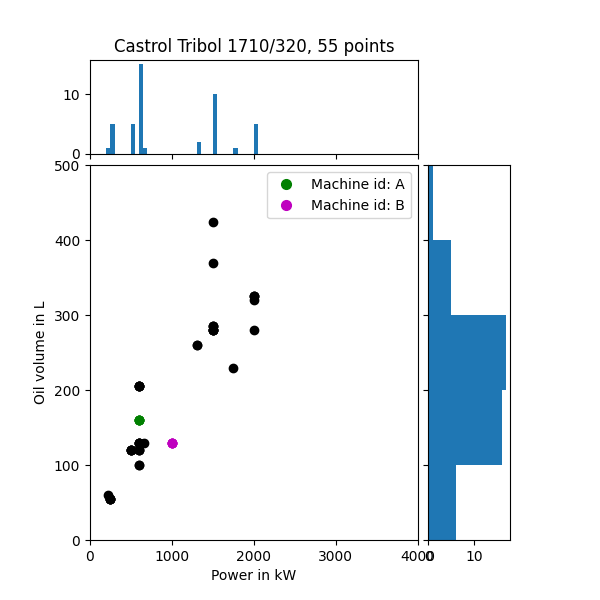 Castrol Tribol 1710/320, 55 points
10
0
500
400
300
200
100
0
Oil volume in L
Machine id: A
Machine id: B
0 1000 2000 3000 4000
0 10
Power in kW